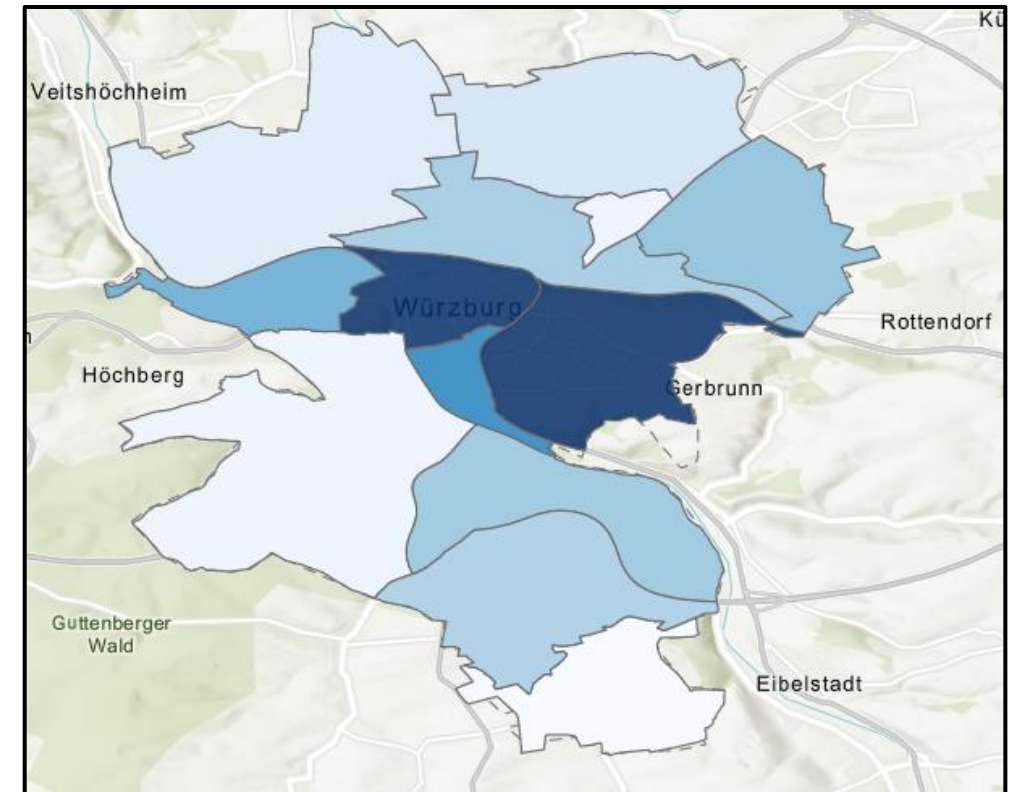 Veitshöchheim
Würzburg
Rottendorf
Höchberg
Gerbrunn
Guttenberger
Wald
Eibelstadt